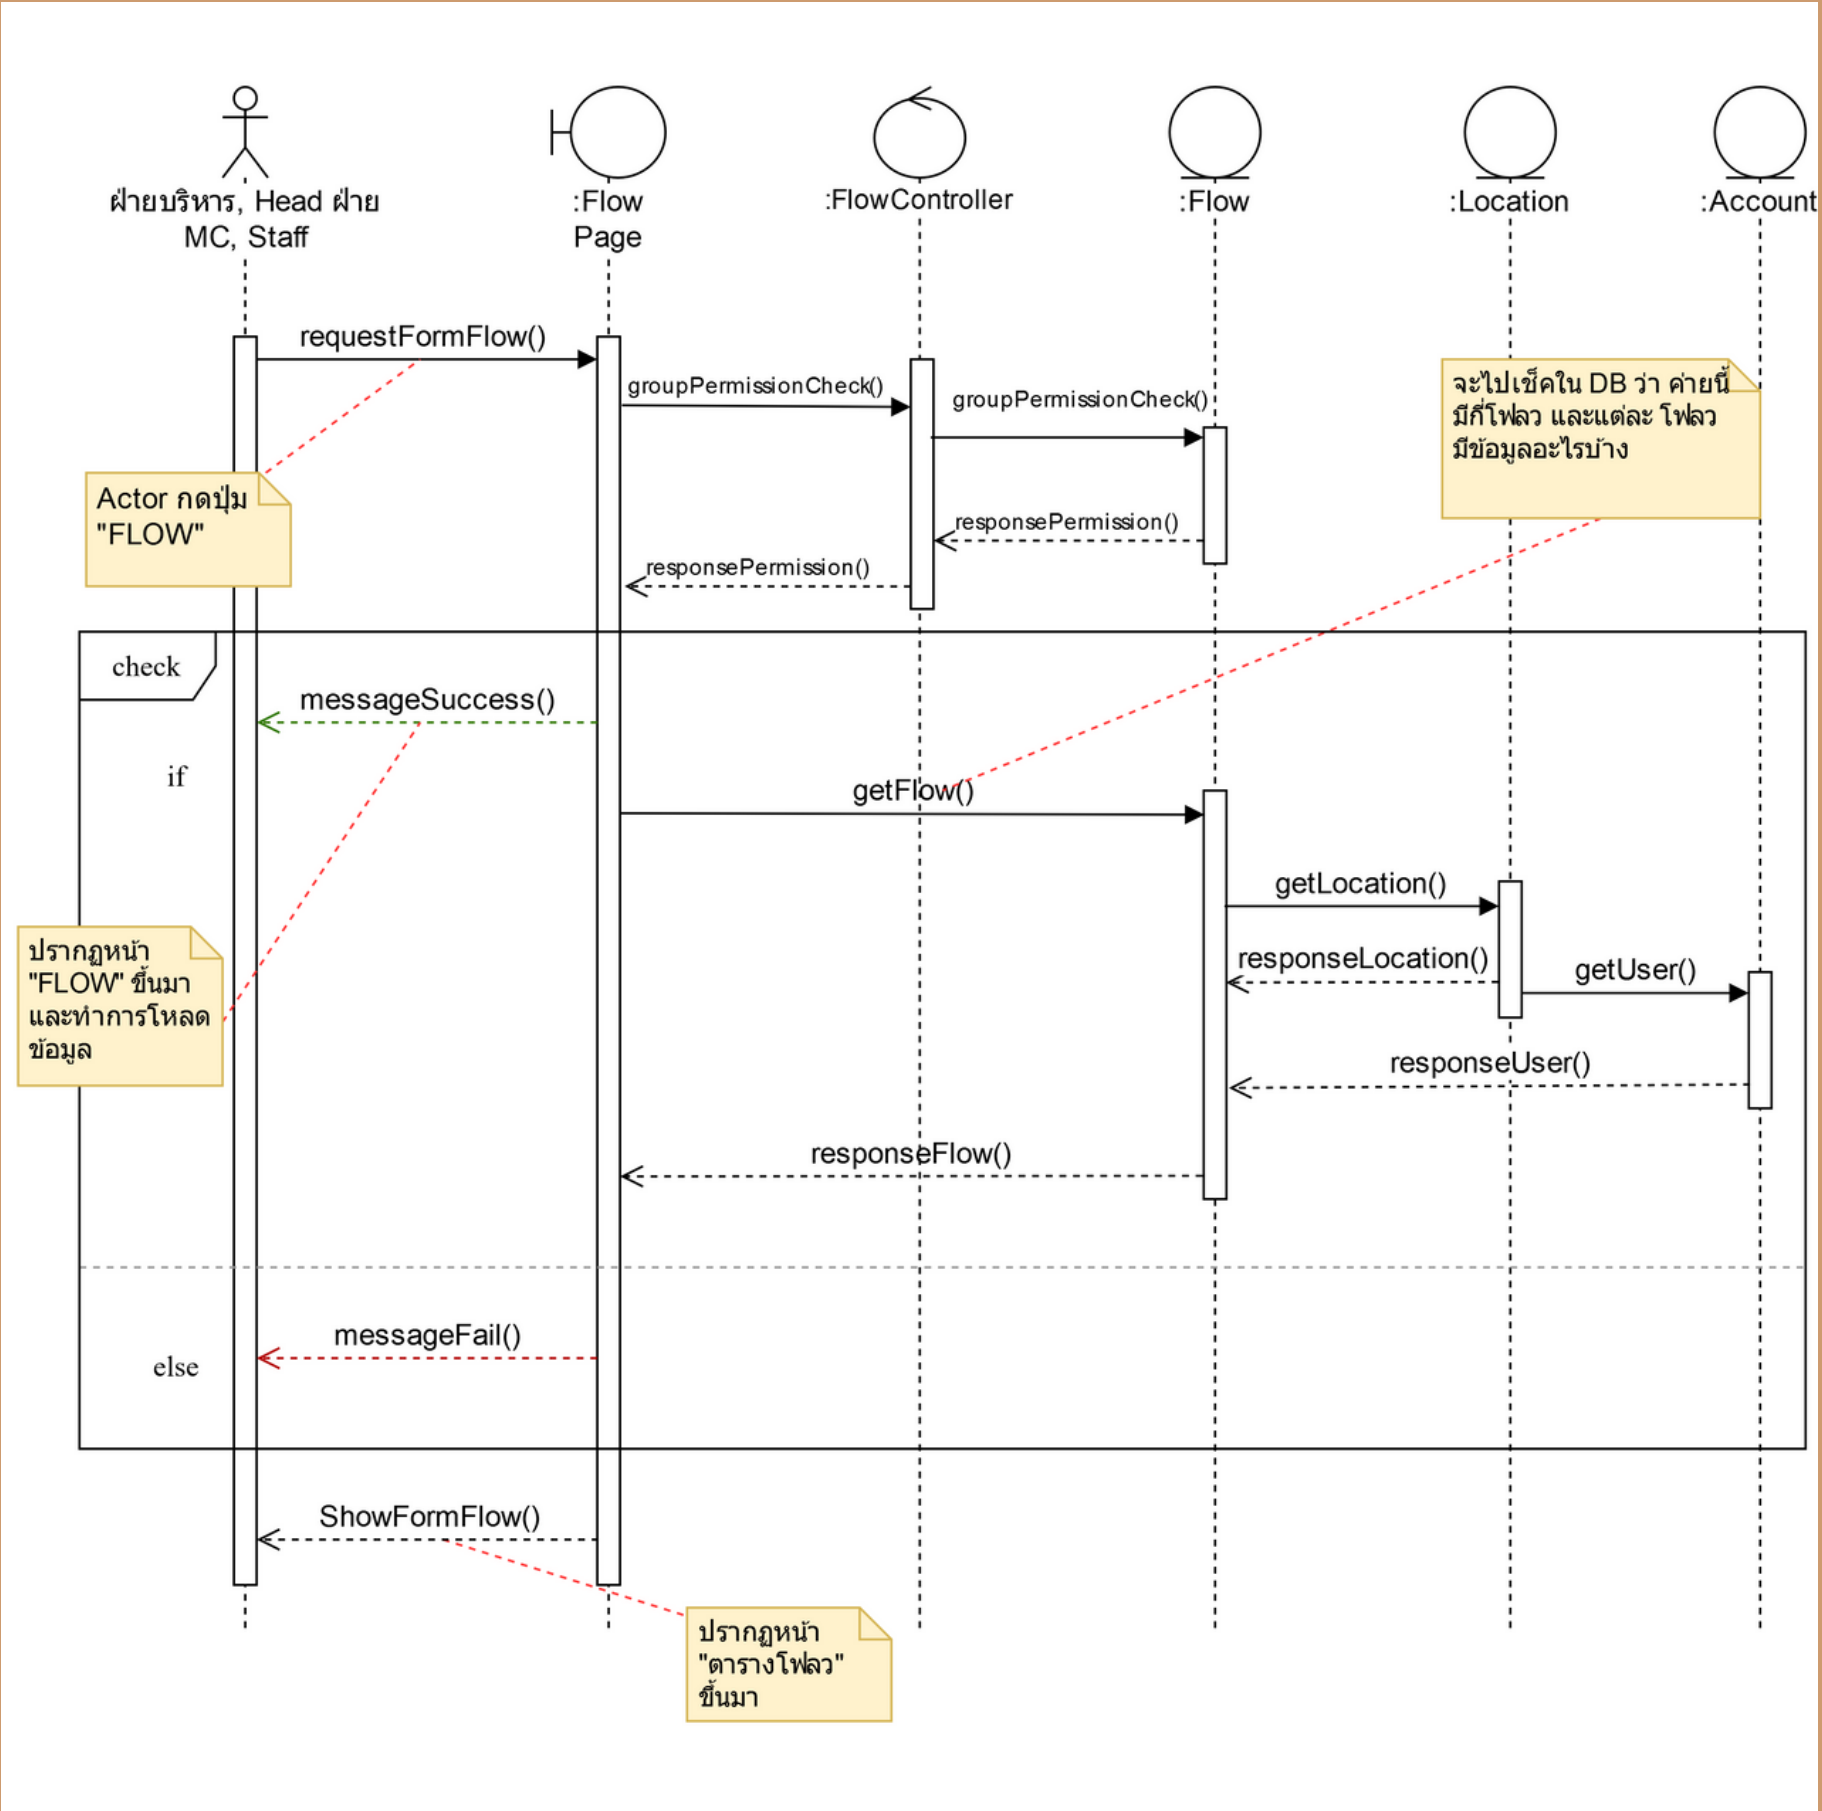 ฝ่ายบริหาร, Head ฝ่าย
MC, Staff
:Flow
Page
:FlowController
:Flow
:Location
:Account
requestFormFlow()
groupPermissionCheck()
groupPermissionCheck()
จะไปเช็คใน DB ว่า ค่ายนี้
มีกี่โฟลว และแต่ละ โฟลว
มีข้อมูลอะไรบ้าง
Actor กดปุ่ม
"FLOW"
responsePermission()
responsePermission()
check
messageSuccess()
if
getFlow()
getLocation()
ปรากฏหน้า
"FLOW" ขึ้นมา
และทำการโหลด
ข้อมูล
responseLocation()
getUser()
responseUser()
responseFlow()
messageFail()
else
ShowFormFlow()
ปรากฏหน้า
"ตารางโฟลว"
ขึ้นมา